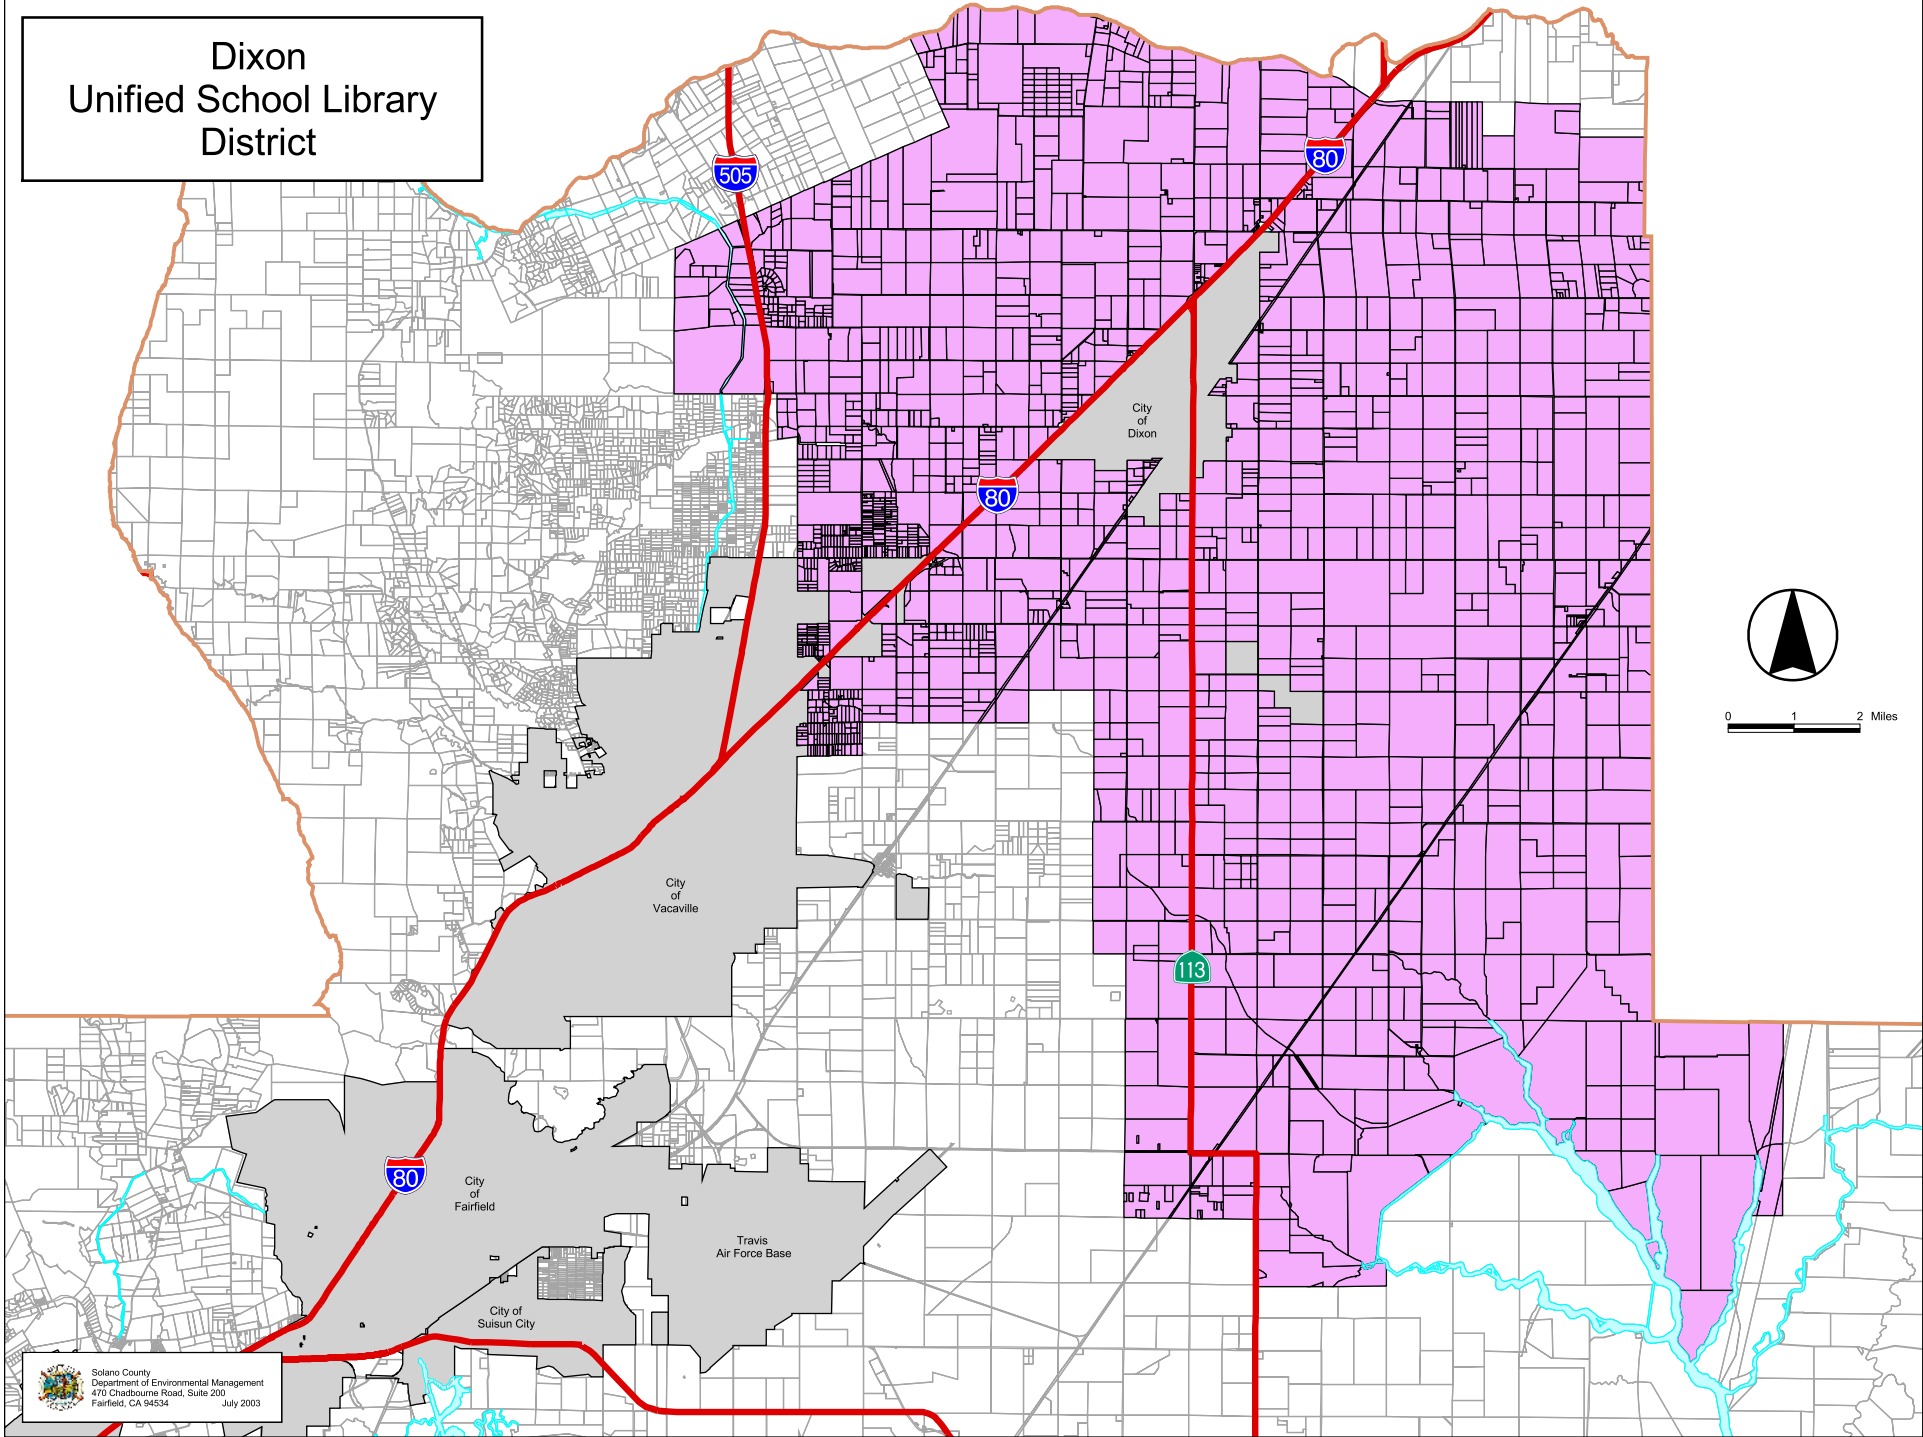 Dixon
Unified School Library
District
505
80
City
of
Dixon
80
0 1 2 Miles
City
of
Vacaville
113
80
City
of
Fairfield
Travis
Air Force Base
City of
Suisun City
Solano County
Department of Environmental Management
470 Chadbourne Road, Suite 200
Fairfield, CA 94534 July 2003